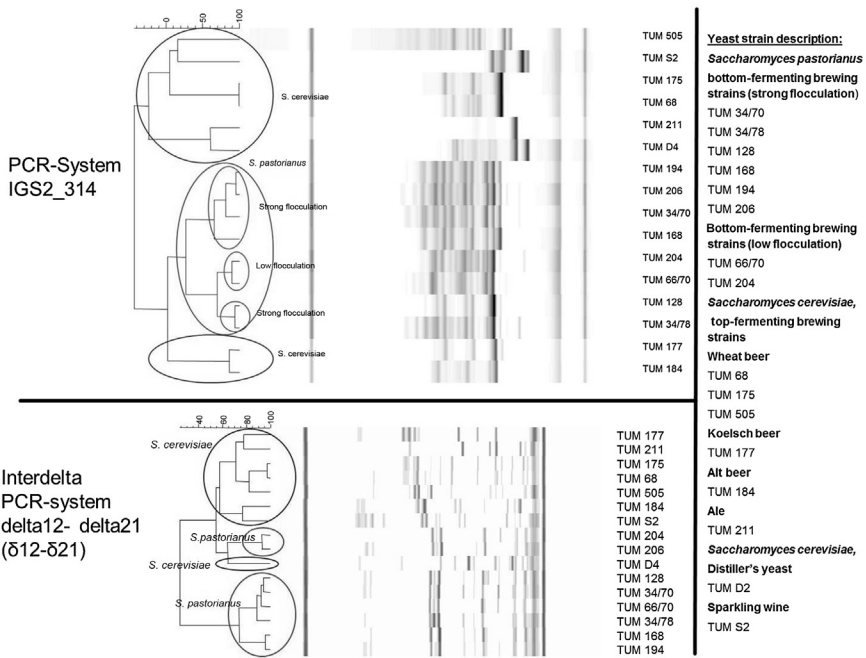 0
-50
-100
TUM 505
TUM S2
TUM 175
TUM 68
TUM 211
TUM D4
TUM 194
TUM 206
TUM 34/70
TUM 168
TUM 204
TUM 66/70
TUM 128
TUM 34/78
TUM 177
TUM 184
S. cerevisiae
S. pastorianus
Strong flocculation
Low flocculation
Strong flocculation
S. cerevisiae
PCR-System
IGS2_314
40
60
80
100
S. cerevisiae
S.pastorianus
S. cerevisiae
S. pastorianus
Interdelta
PCR-system
delta12- delta21
(δ12-δ21)
TUM 177
TUM 211
TUM 175
TUM 68
TUM 505
TUM 184
TUM S2
TUM 204
TUM 206
TUM D4
TUM 128
TUM 34/70
TUM 66/70
TUM 34/78
TUM 168
TUM 194
Yeast strain description:
Saccharomyces pastorianus
bottom-fermenting brewing
strains (strong flocculation)
TUM 34/70
TUM 34/78
TUM 128
TUM 168
TUM 194
TUM 206
Bottom-fermenting brewing
strains (low flocculation)
TUM 66/70
TUM 204
Saccharomyces cerevisiae,
top-fermenting brewing
strains
Wheat beer
TUM 68
TUM 175
TUM 505
Koelsch beer
TUM 177
Alt beer
TUM 184
Ale
TUM 211
Saccharomyces cerevisiae,
Distiller's yeast
TUM D2
Sparkling wine
TUM S2